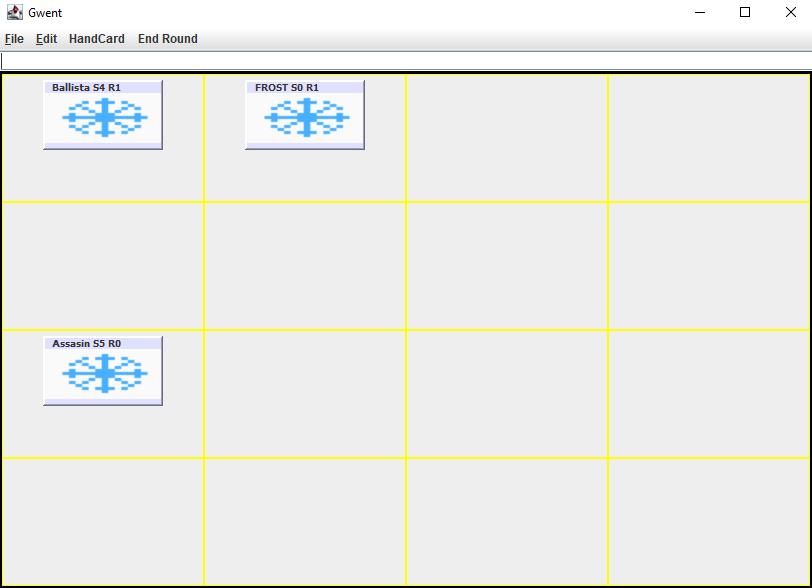 Gwent
File Edit HandCard End Round
Ballista S4 R1
FROST S0 R1
Assasin S5 R0